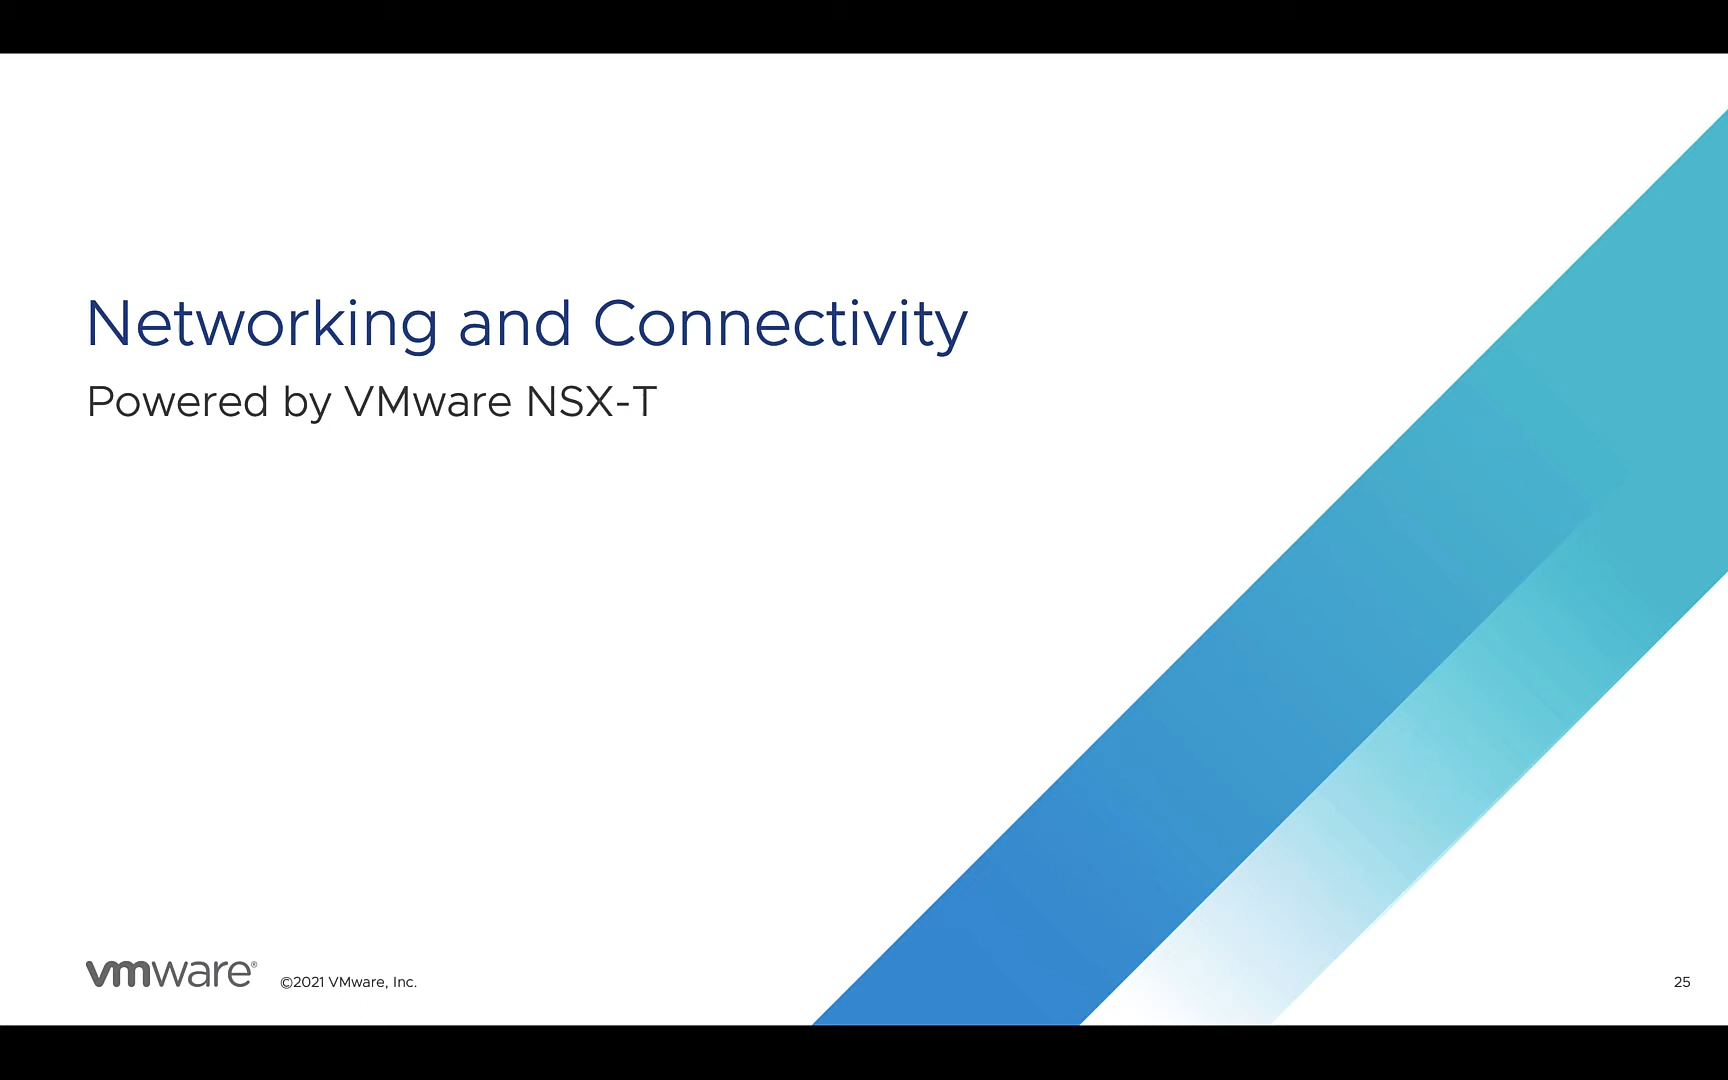 Networking and Connectivity
Powered by VMware NSX-T
vmware® ©2021 VMware, Inc.
25